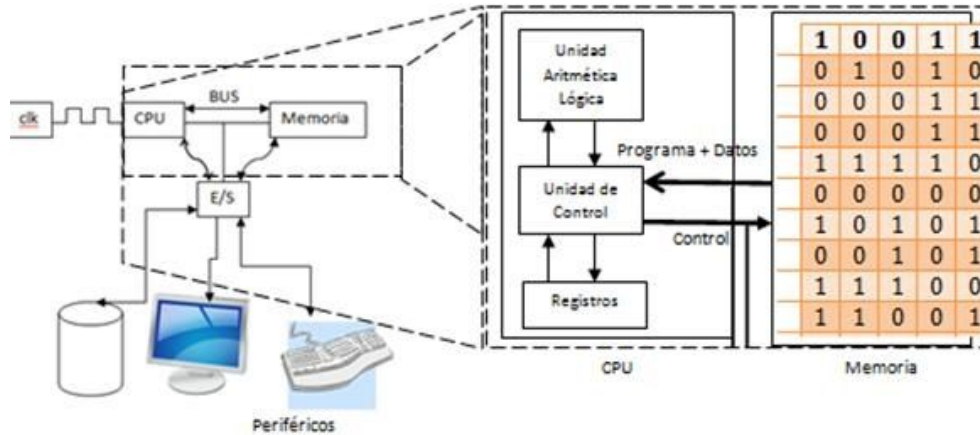 clk
CPU
BUS
Memoria
E/S
Periféricos
Unidad
Aritmética
Lógica
Unidad de
Control
Registros
Programa + Datos
Control
CPU
1 0 0 1 1
0 1 0 1 0
0 0 0 1 1
0 0 0 1 1
1 1 1 1 0
0 0 0 0 0
1 0 1 0 1
0 0 1 0 1
1 1 1 0 0
1 1 0 0 1
Memoria